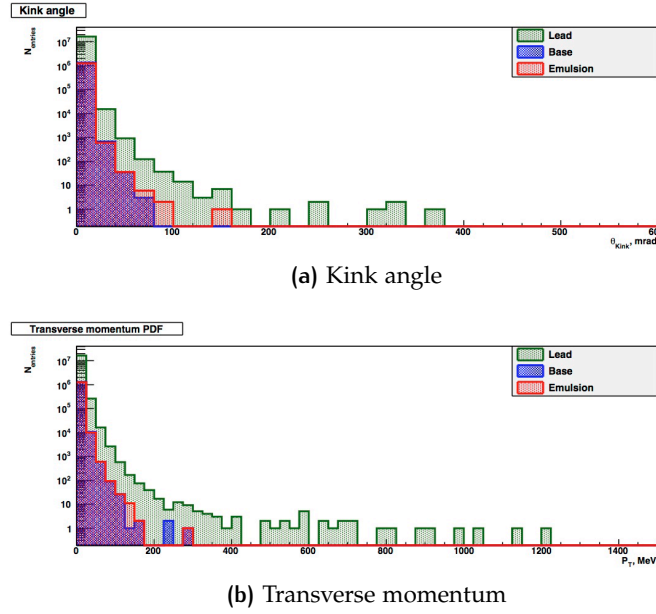 Kink angle
N_entries
10^7
10^6
10^5
10^4
10^3
10^2
10
1
Lead
Base
Emulsion
0 100 200 300 400 500 600
θ_Kink, mrad
(a) Kink angle
Transverse momentum PDF
N_entries
10^7
10^6
10^5
10^4
10^3
10^2
10
1
Lead
Base
Emulsion
0 200 400 600 800 1000 1200 1400
P_T, MeV
(b) Transverse momentum